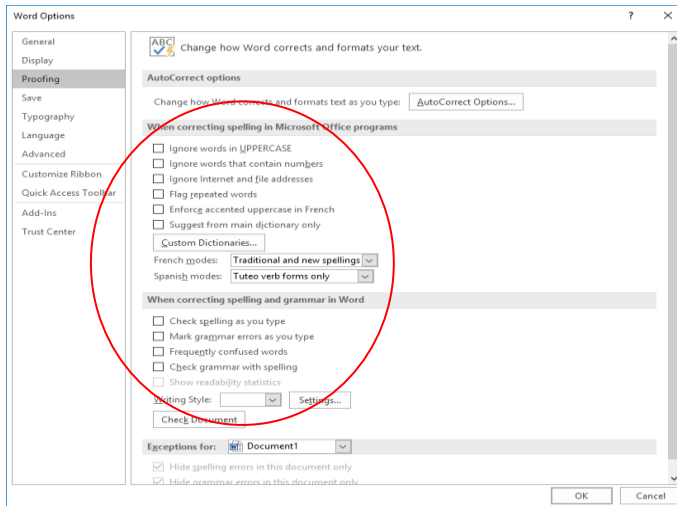 Word Options ? ×
General
Display
Proofing
Save
Typography
Language
Advanced
Customize Ribbon
Quick Access Toolbar
Add-Ins
Trust Center
ABC Change how Word corrects and formats your text.
AutoCorrect options
Change how Word corrects and formats text as you type: AutoCorrect Options...
When correcting spelling in Microsoft Office programs
Ignore words in UPPERCASE
Ignore words that contain numbers
Ignore Internet and file addresses
Flag repeated words
Enforce accented uppercase in French
Suggest from main dictionary only
Custom Dictionaries...
French modes: Traditional and new spellings
Spanish modes: Tuteo verb forms only
When correcting spelling and grammar in Word
Check spelling as you type
Mark grammar errors as you type
Frequently confused words
Check grammar with spelling
Show readability statistics
Writing Style: Settings...
Check Document
Exceptions for: Document1
Hide spelling errors in this document only
Hide grammar errors in this document only
OK Cancel